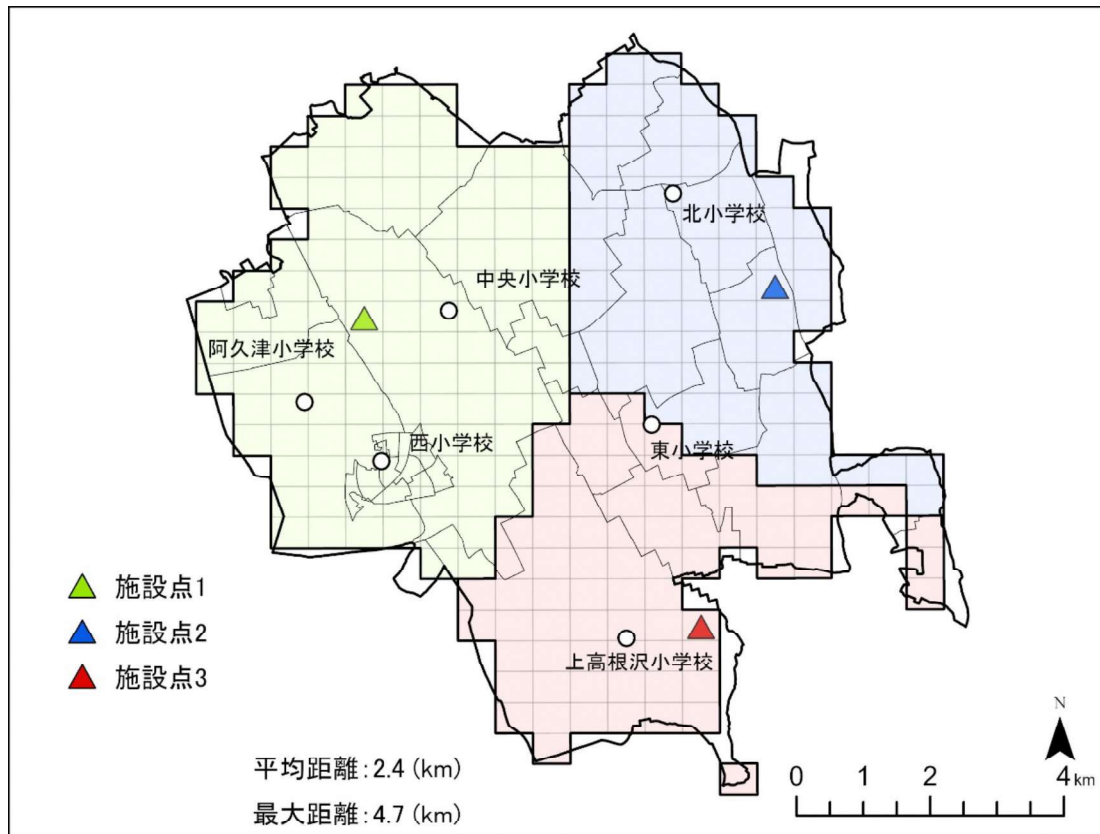 北小学校
中央小学校
阿久津小学校
西小学校
東小学校
施設点1
施設点2
施設点3
上高根沢小学校
平均距離:2.4 (km)
最大距離:4.7 (km)
N
0 1 2 4 km